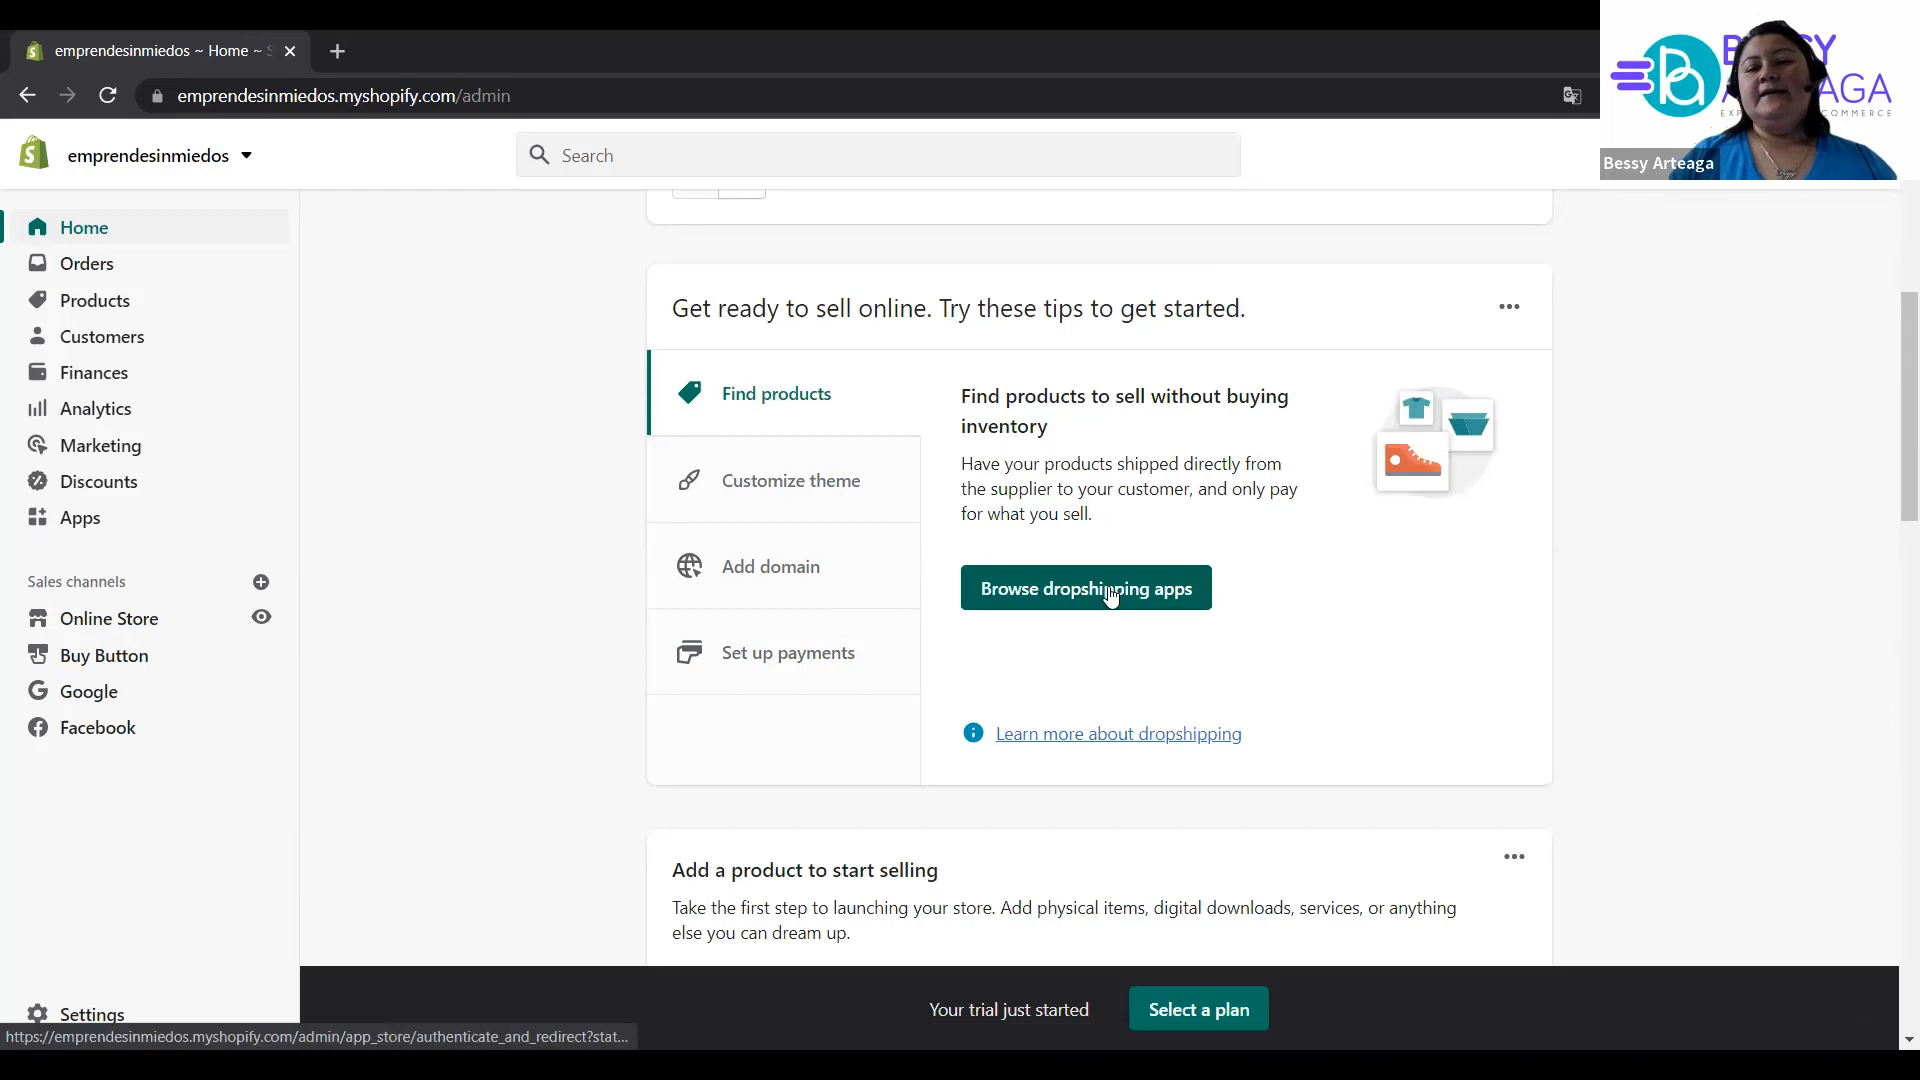 emprendesinmiedos ~ Home ~
emprendesinmiedos.myshopify.com/admin
emprendesinmiedos
Search
Bessy Arteaga
Home
Orders
Products
Customers
Finances
Analytics
Marketing
Discounts
Apps
Sales channels
Online Store
Buy Button
Google
Facebook
Settings
Get ready to sell online. Try these tips to get started.
Find products
Customize theme
Add domain
Set up payments
Find products to sell without buying
inventory
Have your products shipped directly from
the supplier to your customer, and only pay
for what you sell.
Browse dropshipping apps
Learn more about dropshipping
Add a product to start selling
Take the first step to launching your store. Add physical items, digital downloads, services, or anything
else you can dream up.
Your trial just started
Select a plan
https://emprendesinmiedos.myshopify.com/admin/app_store/authenticate_and_redirect?stat...